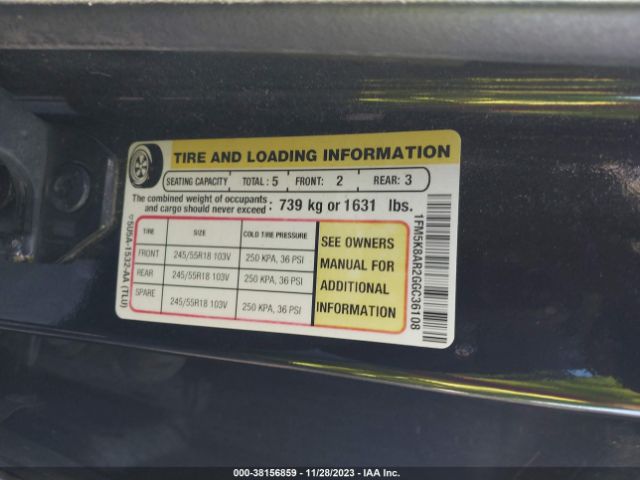 TIRE AND LOADING INFORMATION
SEATING CAPACITY TOTAL: 5 FRONT: 2 REAR: 3
The combined weight of occupants
and cargo should never exceed : 739 kg or 1631 lbs.
TIRE SIZE COLD TIRE PRESSURE
FRONT 245/55R18 103V 250 KPA, 36 PSI
REAR 245/55R18 103V 250 KPA, 36 PSI
SPARE 245/55R18 103V 250 KPA, 36 PSI
SEE OWNERS
MANUAL FOR
ADDITIONAL
INFORMATION
1FM5K8AR2GGC36108
000-38156859 - 11/28/2023 - IAA Inc.